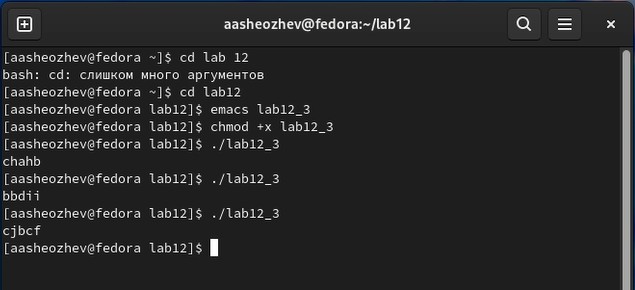 aasheozhev@fedora:~/lab12
[aasheozhev@fedora ~]$ cd lab 12
bash: cd: слишком много аргументов
[aasheozhev@fedora ~]$ cd lab12
[aasheozhev@fedora lab12]$ emacs lab12_3
[aasheozhev@fedora lab12]$ chmod +x lab12_3
[aasheozhev@fedora lab12]$ ./lab12_3
chahb
[aasheozhev@fedora lab12]$ ./lab12_3
bbdii
[aasheozhev@fedora lab12]$ ./lab12_3
cjbcf
[aasheozhev@fedora lab12]$